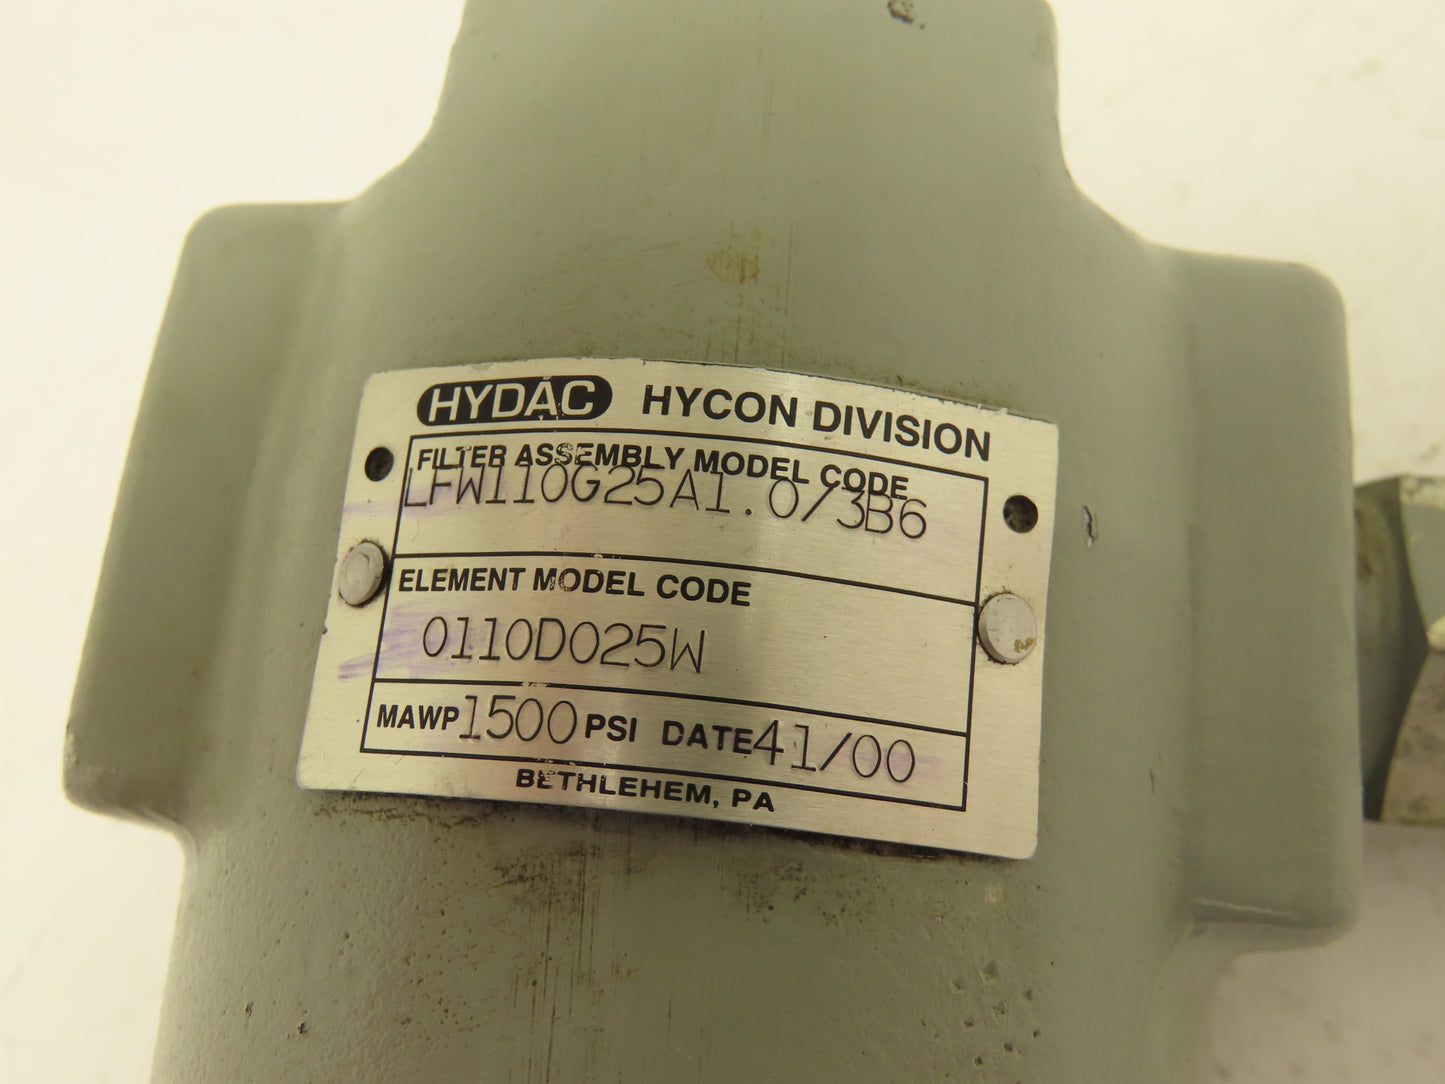 HYDAC HYCON DIVISION
FILTER ASSEMBLY MODEL CODE
LFW110G25A1.0/3B6
ELEMENT MODEL CODE
0110D025W
MAWP 1500 PSI DATE 41/00
BETHLEHEM, PA